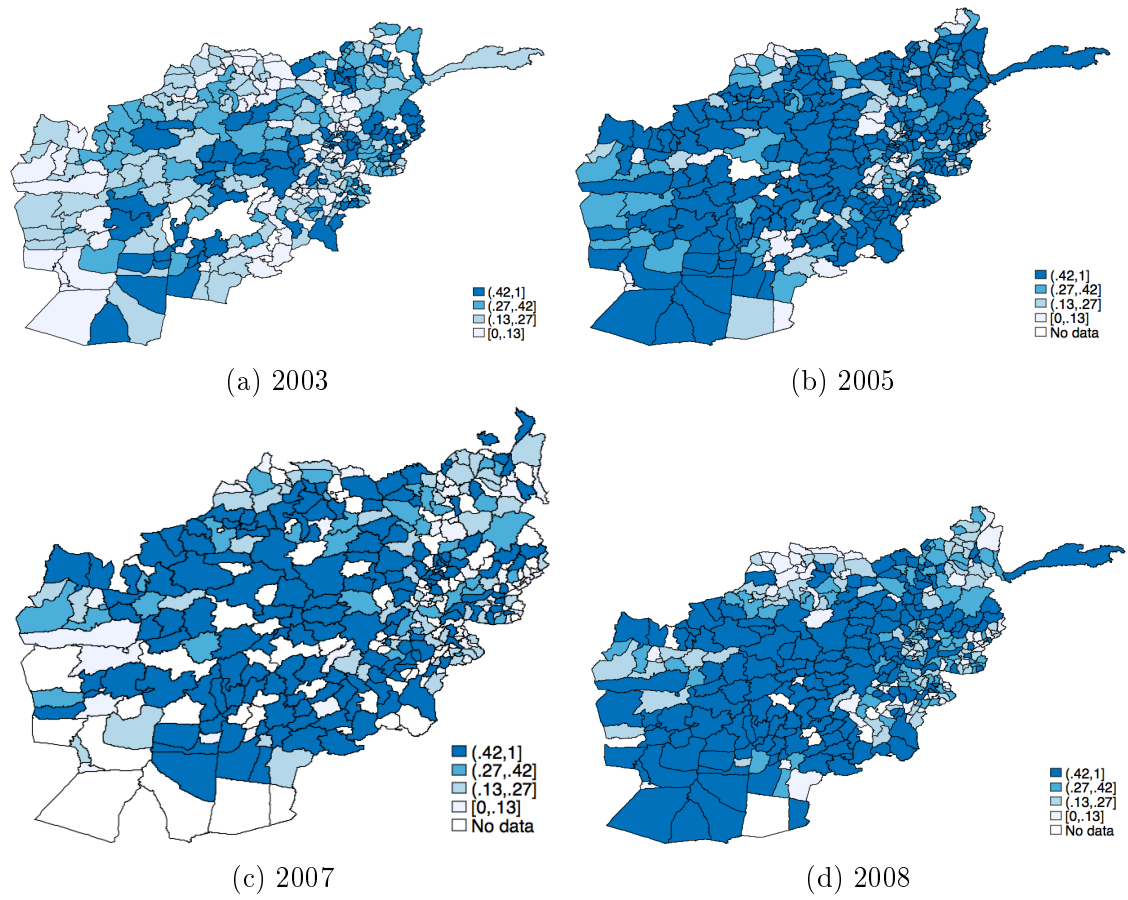 (.42,1]
(.27,.42]
(.13,.27]
[0,.13]
(a) 2003
(.42,1]
(.27,.42]
(.13,.27]
[0,.13]
No data
(b) 2005
(.42,1]
(.27,.42]
(.13,.27]
[0,.13]
No data
(c) 2007
(.42,1]
(.27,.42]
(.13,.27]
[0,.13]
No data
(d) 2008